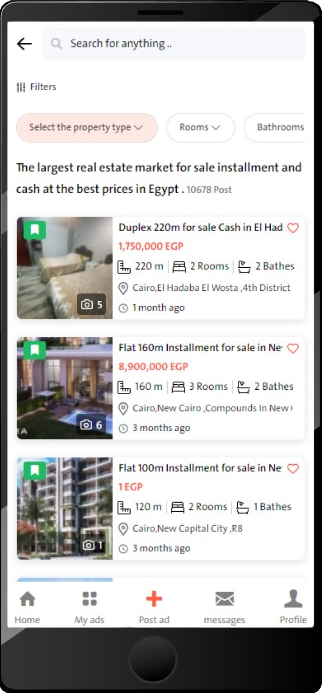 Search for anything ..
Filters
Select the property type
Rooms
Bathrooms
The largest real estate market for sale installment and
cash at the best prices in Egypt . 10678 Post
Duplex 220m for sale Cash in El Had
1,750,000 EGP
220 m 2 Rooms 2 Bathes
Cairo,El Hadaba El Wosta ,4th District
1 month ago
5
Flat 160m Installment for sale in Ne
8,900,000 EGP
160 m 3 Rooms 2 Bathes
Cairo,New Cairo ,Compounds In New
3 months ago
6
Flat 100m Installment for sale in Ne
1 EGP
120 m 2 Rooms 1 Bathes
Cairo,New Capital City ,R8
3 months ago
1
Home My ads Post ad messages Profile